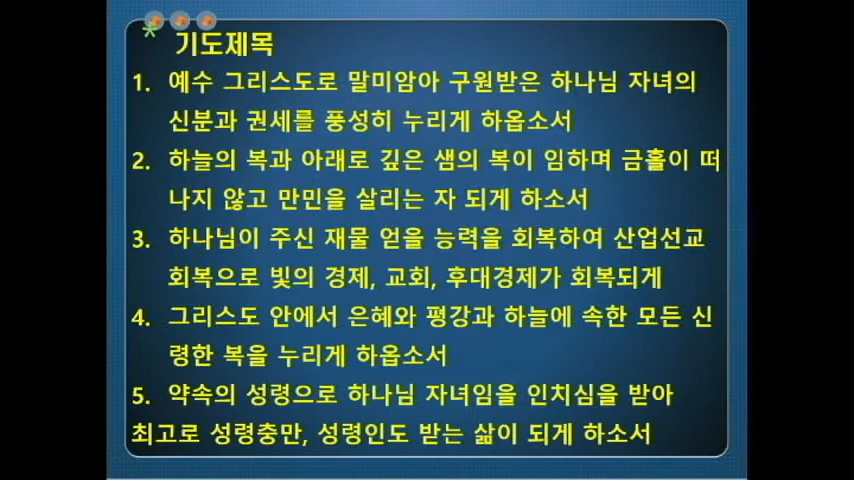 기도제목
1. 예수 그리스도로 말미암아 구원받은 하나님 자녀의
신분과 권세를 풍성히 누리게 하옵소서
2. 하늘의 복과 아래로 깊은 샘의 복이 임하며 금홀이 떠
나지 않고 만민을 살리는 자 되게 하소서
3. 하나님이 주신 재물 얻을 능력을 회복하여 산업선교
회복으로 빛의 경제, 교회, 후대경제가 회복되게
4. 그리스도 안에서 은혜와 평강과 하늘에 속한 모든 신
령한 복을 누리게 하옵소서
5. 약속의 성령으로 하나님 자녀임을 인치심을 받아
최고로 성령충만, 성령인도 받는 삶이 되게 하소서